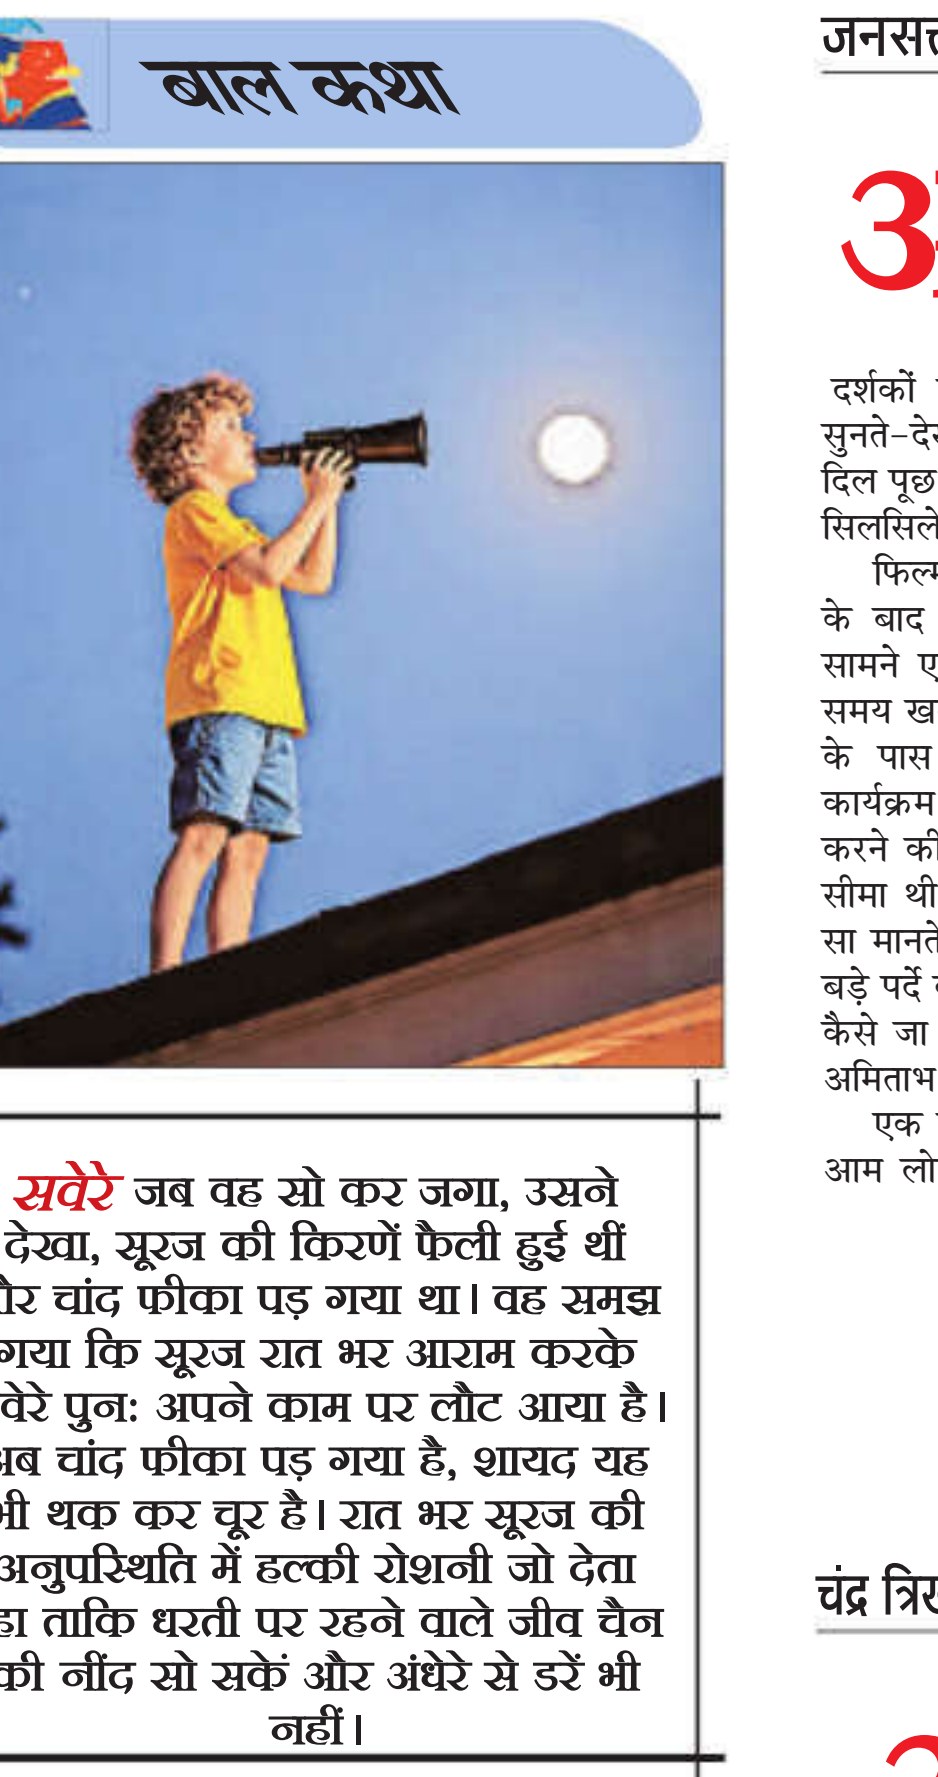 बाल कथा
सवेरे जब वह सो कर जगा, उसने
देखा, सूरज की किरणें फैली हुई थीं
चांद फीका पड़ गया था। वह समझ
गया कि सूरज रात भर आराम करके
पुनः अपने काम पर लौट आया है।
चांद फीका पड़ गया है, शायद यह
थक कर चूर है। रात भर सूरज की
अनुपस्थिति में हल्की रोशनी जो देता
ताकि धरती पर रहने वाले जीव चैन
की नींद सो सकें और अंधेरे से डरें भी
नहीं।
दर्शकों
दिल पूछ
सिलसिले
के बाद
सामने
समय
के पास
कार्यक्रम
करने की
सीमा थी
सा मानते
बड़े पर्दे
कैसे जा
अमिताभ
एक
आम
चंद्र